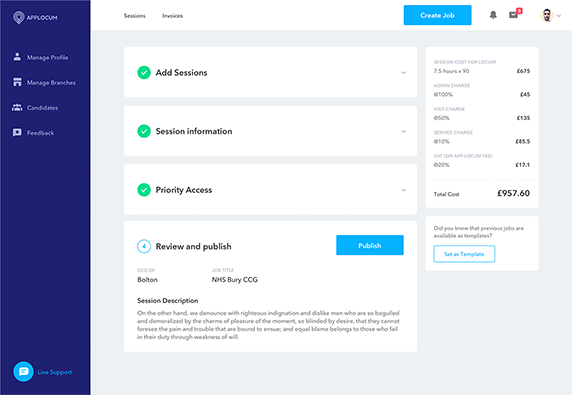 APPLOCUM
Sessions
Invoices
Create Job
5
Manage Profile
Manage Branches
Candidates
Feedback
Live Support
Add Sessions
Session information
Priority Access
4
Review and publish
Publish
CCG OF
Bolton
JOB TITLE
NHS Bury CCG
Session Description
On the other hand, we denounce with righteous indignation and dislike men who are so beguiled
and demoralized by the charms of pleasure of the moment, so blinded by desire, that they cannot
foresee the pain and trouble that are bound to ensue; and equal blame belongs to those who fail
in their duty through weakness of will.
SESSION COST FOR LOCUM
7.5 hours x 90 £675
ADMIN CHARGE
@100% £45
VISIT CHARGE
@50% £135
SERVICE CHARGE
@10% £85.5
VAT (ON APP-LOCUM FEE)
@20% £17.1
Total Cost £957.60
Did you know that previous jobs are
available as templates?
Set as Template